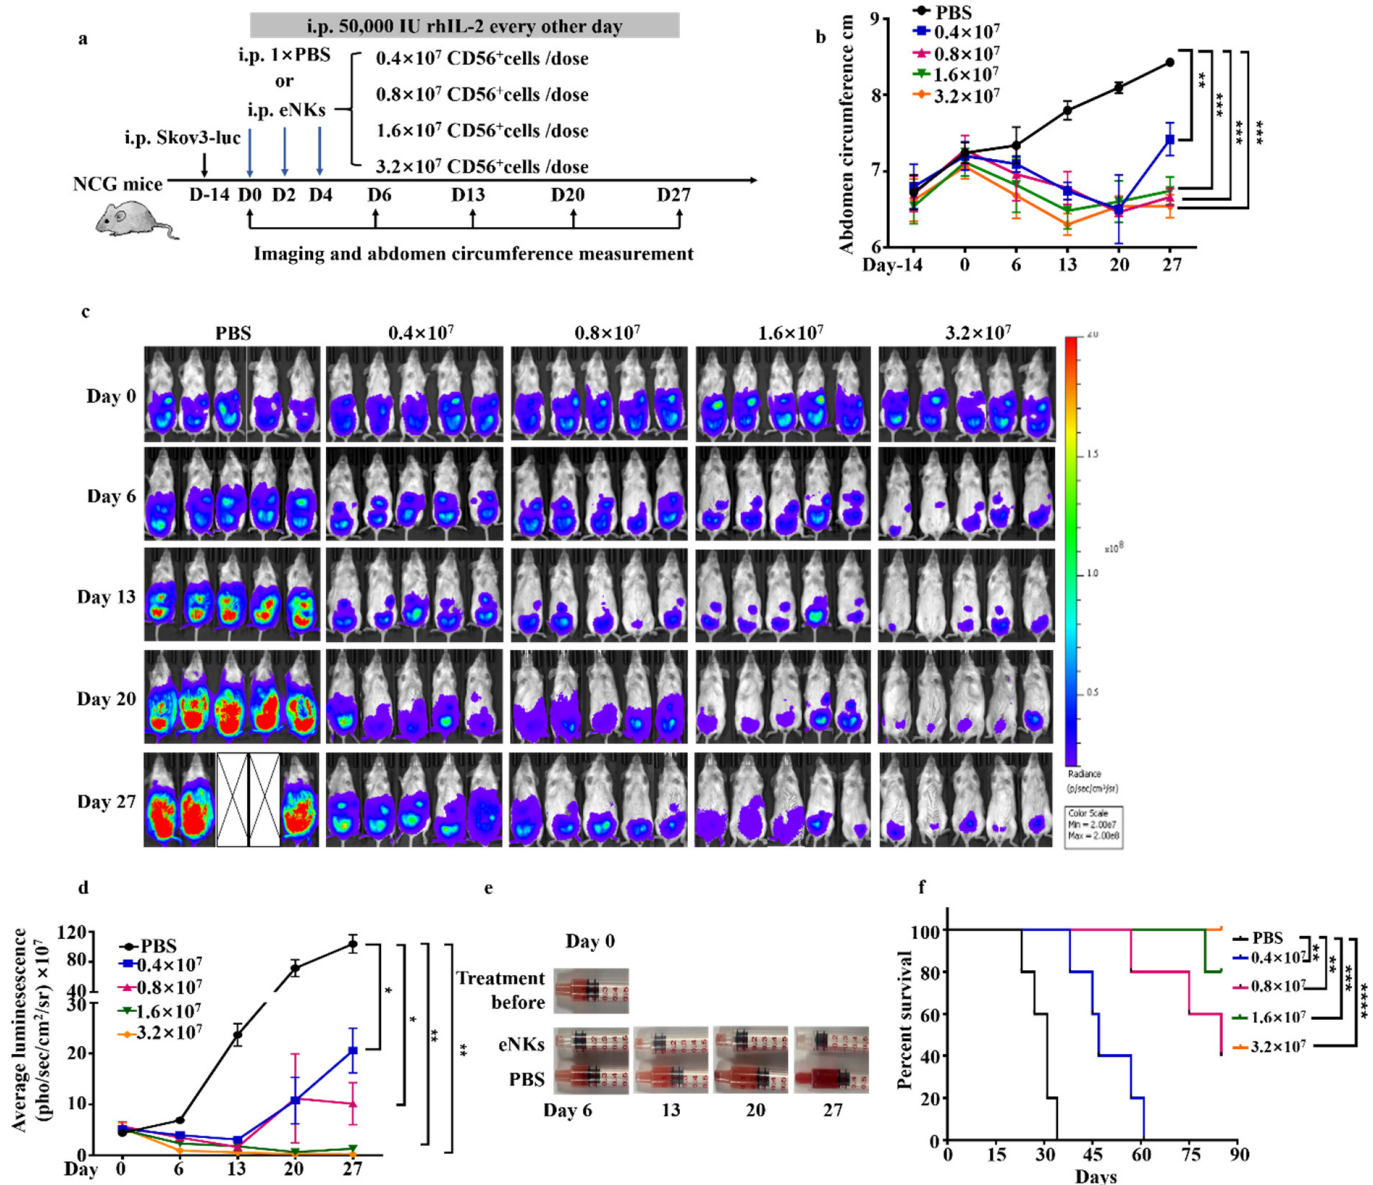 a
i.p. 50,000 IU rhIL-2 every other day
i.p. 1×PBS
or
i.p. eNKs
0.4×10⁷ CD56⁺cells /dose
0.8×10⁷ CD56⁺cells /dose
1.6×10⁷ CD56⁺cells /dose
3.2×10⁷ CD56⁺cells /dose
i.p. Skov3-luc
NCG mice
D-14 D0 D2 D4 D6 D13 D20 D27
Imaging and abdomen circumference measurement
b
Abdomen circumference cm
9
8
7
6
PBS
0.4×10⁷
0.8×10⁷
1.6×10⁷
3.2×10⁷
**
***
***
***
Day-14 0 6 13 20 27
c
PBS 0.4×10⁷ 0.8×10⁷ 1.6×10⁷ 3.2×10⁷
Day 0
Day 6
Day 13
Day 20
Day 27
2.0
1.5
x10⁸
1.0
0.5
Radiance
(p/sec/cm²/sr)
Color Scale
Min = 2.00e7
Max = 2.00e8
d
Average luminesescence
(pho/sec/cm²/sr) ×10⁷
120
80
40
30
20
10
0
PBS
0.4×10⁷
0.8×10⁷
1.6×10⁷
3.2×10⁷
*
*
**
**
Day 0 6 13 20 27
e
Day 0
Treatment
before
eNKs
PBS
Day 6 13 20 27
f
Percent survival
100
80
60
40
20
0
PBS
0.4×10⁷
0.8×10⁷
1.6×10⁷
3.2×10⁷
**
**
***
****
0 15 30 45 60 75 90
Days